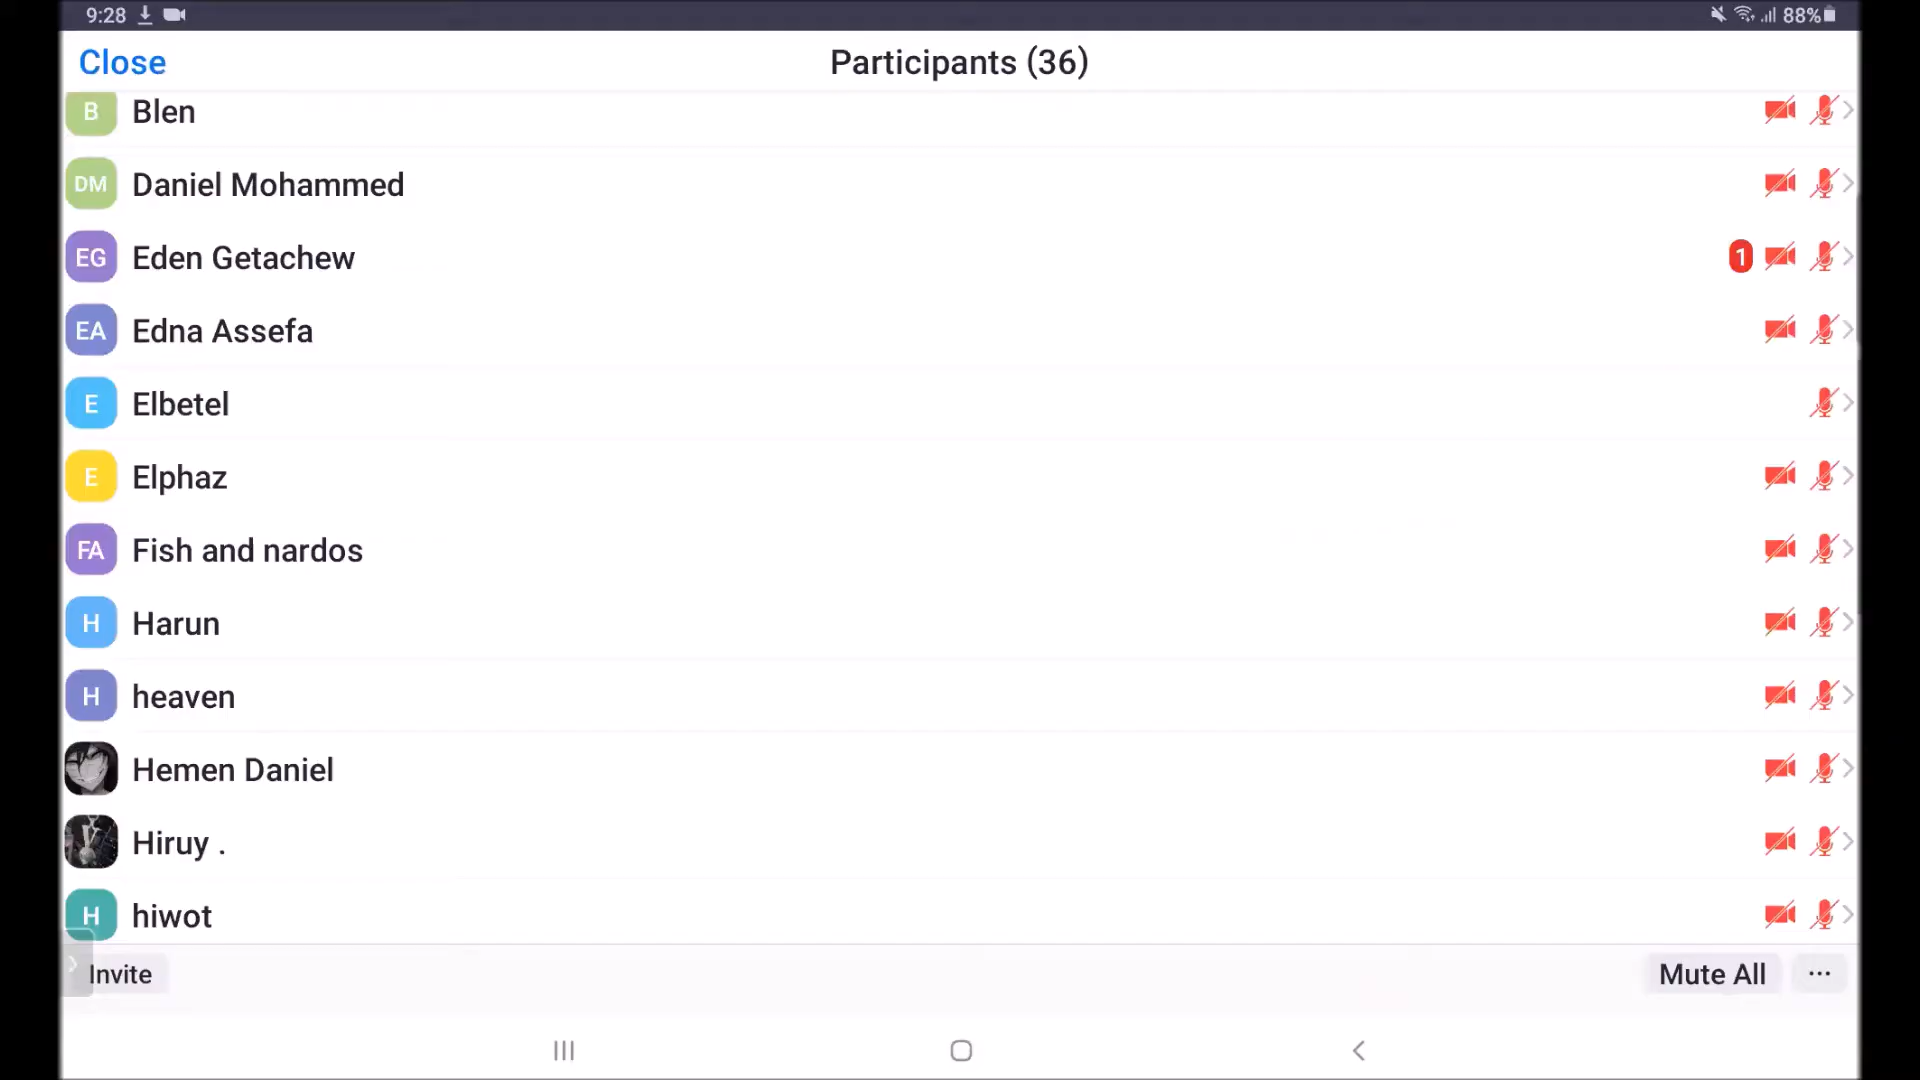 9:28 88%
Close Participants (36)
B Blen
DM Daniel Mohammed
EG Eden Getachew 1
EA Edna Assefa
E Elbetel
E Elphaz
FA Fish and nardos
H Harun
H heaven
Hemen Daniel
Hiruy .
H hiwot
Invite Mute All ...